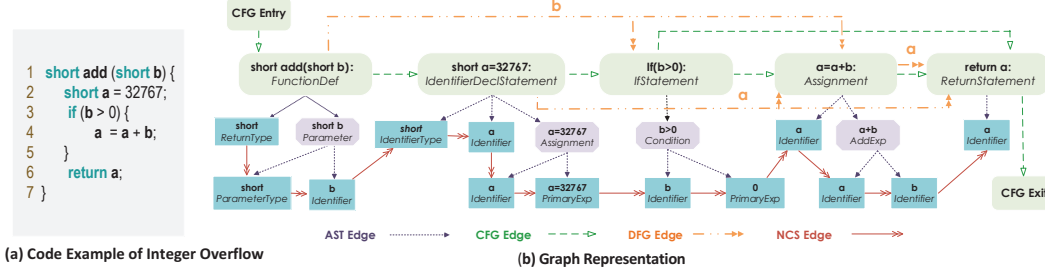 1 short add (short b) {
2 short a = 32767;
3 if (b > 0) {
4 a = a + b;
5 }
6 return a;
7 }
(a) Code Example of Integer Overflow
CFG Entry
b
short add(short b):
FunctionDef
short a=32767:
IdentifierDeclStatement
If(b>0):
IfStatement
a=a+b:
Assignment
a
return a:
ReturnStatement
a
short
ReturnType
short b
Parameter
short
IdentifierType
a
Identifier
a=32767
Assignment
b>0
Condition
a
Identifier
a+b
AddExp
a
Identifier
short
ParameterType
b
Identifier
a
Identifier
a=32767
PrimaryExp
b
Identifier
0
PrimaryExp
a
Identifier
b
Identifier
CFG Exit
AST Edge
CFG Edge
DFG Edge
NCS Edge
(b) Graph Representation